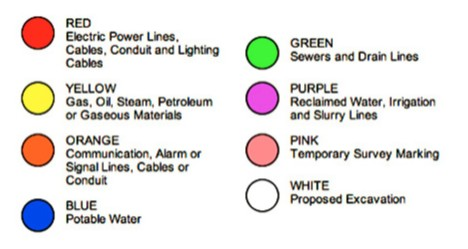 RED
Electric Power Lines,
Cables, Conduit and Lighting
Cables
YELLOW
Gas, Oil, Steam, Petroleum
or Gaseous Materials
ORANGE
Communication, Alarm or
Signal Lines, Cables or
Conduit
BLUE
Potable Water
GREEN
Sewers and Drain Lines
PURPLE
Reclaimed Water, Irrigation
and Slurry Lines
PINK
Temporary Survey Marking
WHITE
Proposed Excavation